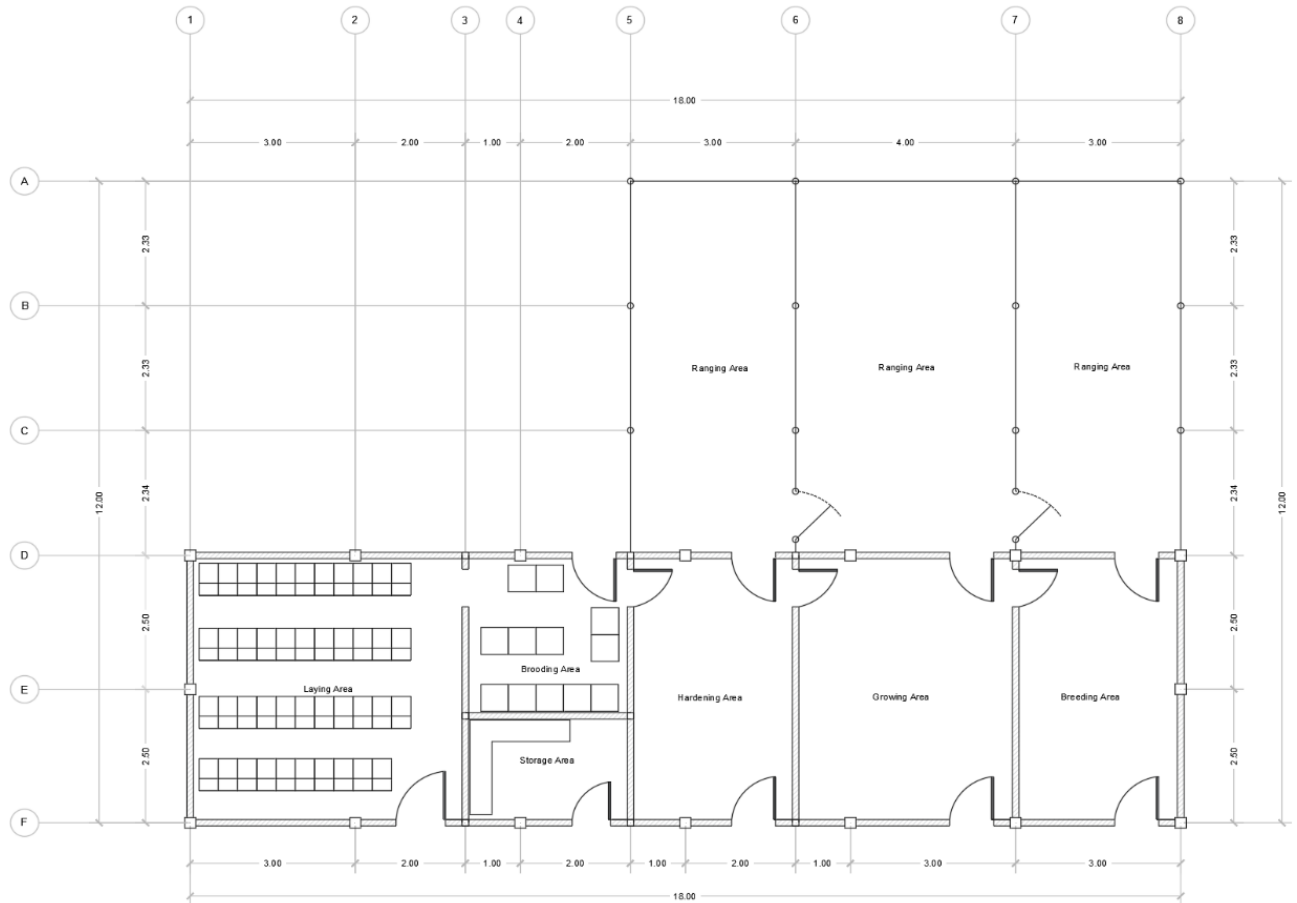 1 2 3 4 5 6 7 8
18.00
3.00 2.00 1.00 2.00 3.00 4.00 3.00
A
2.33 2.33
B
2.33 2.33
Ranging Area Ranging Area Ranging Area
C
12.00 2.34 2.34 12.00
D
2.50 2.50
Brooding Area
E
Laying Area Hardening Area Growing Area Breeding Area
2.50 Storage Area 2.50
F
3.00 2.00 1.00 2.00 1.00 2.00 1.00 3.00 3.00
18.00